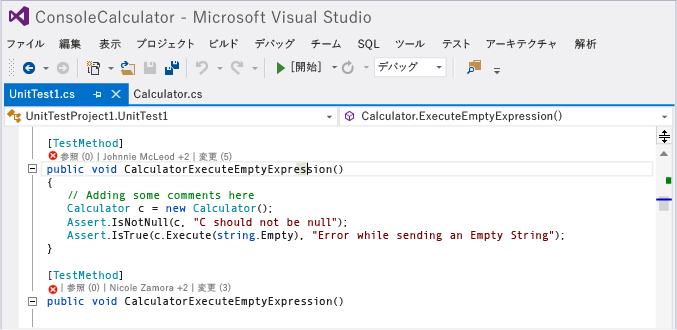 ConsoleCalculator - Microsoft Visual Studio
ファイル 編集 表示 プロジェクト ビルド デバッグ チーム SQL ツール テスト アーキテクチャ 解析
[開始] デバッグ
UnitTest1.cs Calculator.cs
UnitTestProject1.UnitTest1 Calculator.ExecuteEmptyExpression()
[TestMethod]
参照 (0) | Johnnie McLeod +2 | 変更 (5)
public void CalculatorExecuteEmptyExpression()
{
// Adding some comments here
Calculator c = new Calculator();
Assert.IsNotNull(c, "C should not be null");
Assert.IsTrue(c.Execute(string.Empty), "Error while sending an Empty String");
}
[TestMethod]
| 参照 (0) | Nicole Zamora +2 | 変更 (3)
public void CalculatorExecuteEmptyExpression()